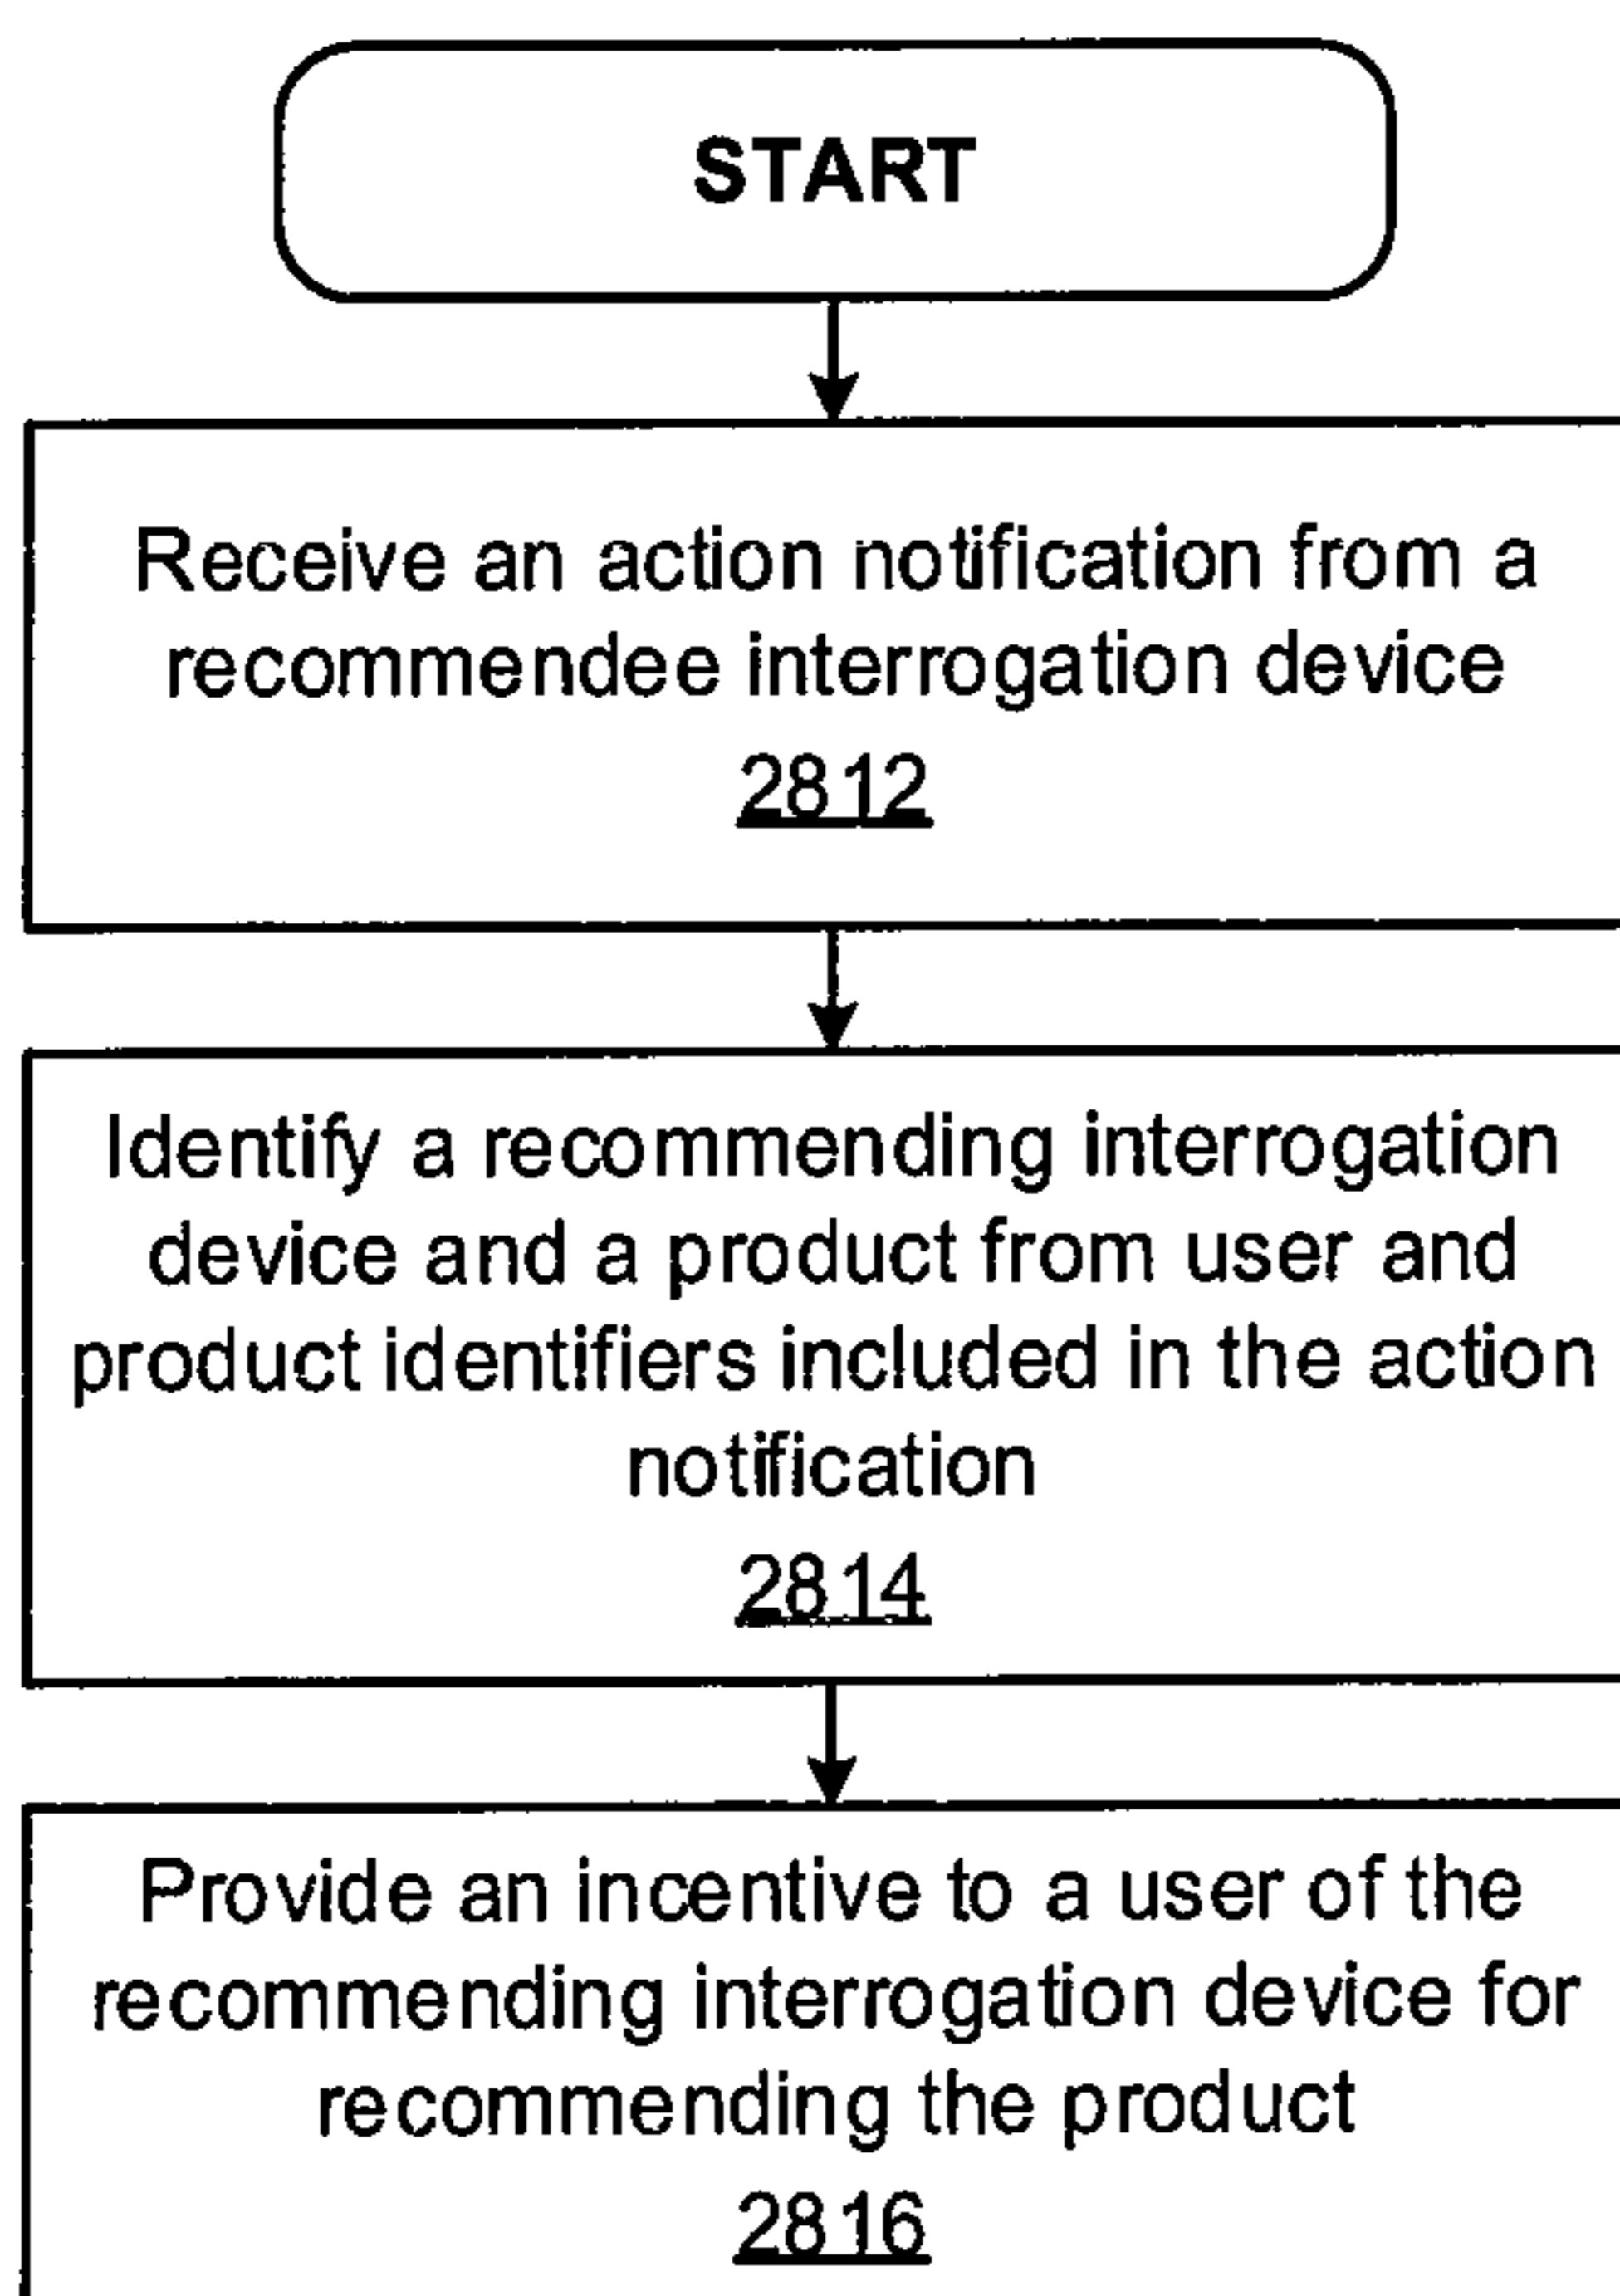 START
Receive an action notification from a
recommendee interrogation device
2812
Identify a recommending interrogation
device and a product from user and
product identifiers included in the action
notification
2814
Provide an incentive to a user of the
recommending interrogation device for
recommending the product
2816